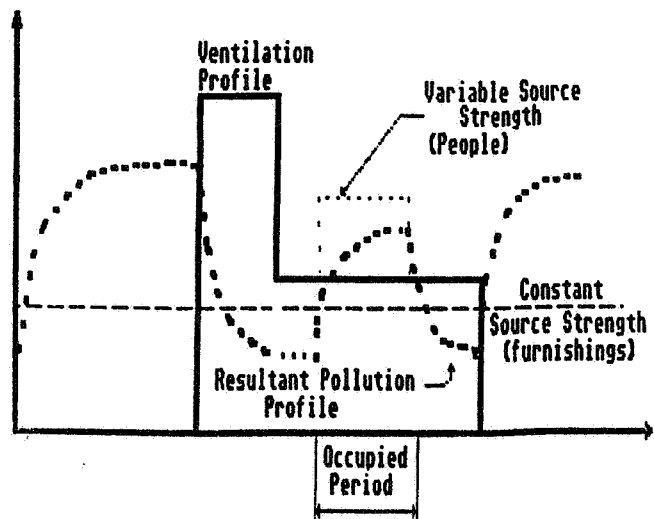 Ventilation
Profile
Variable Source
Strength
(People)
Constant
Source Strength
(furnishings)
Resultant Pollution
Profile
Occupied
Period